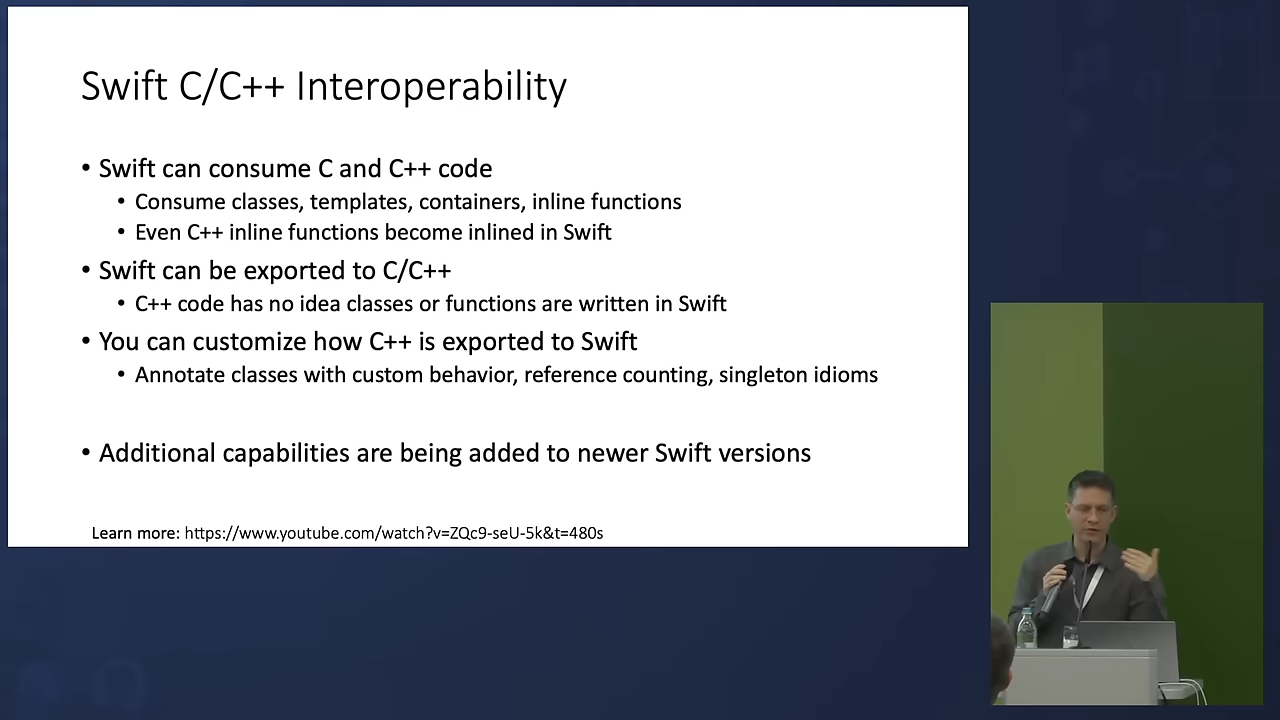 Swift C/C++ Interoperability
• Swift can consume C and C++ code
• Consume classes, templates, containers, inline functions
• Even C++ inline functions become inlined in Swift
• Swift can be exported to C/C++
• C++ code has no idea classes or functions are written in Swift
• You can customize how C++ is exported to Swift
• Annotate classes with custom behavior, reference counting, singleton idioms
• Additional capabilities are being added to newer Swift versions
Learn more: https://www.youtube.com/watch?v=ZQc9-seU-5k&t=480s